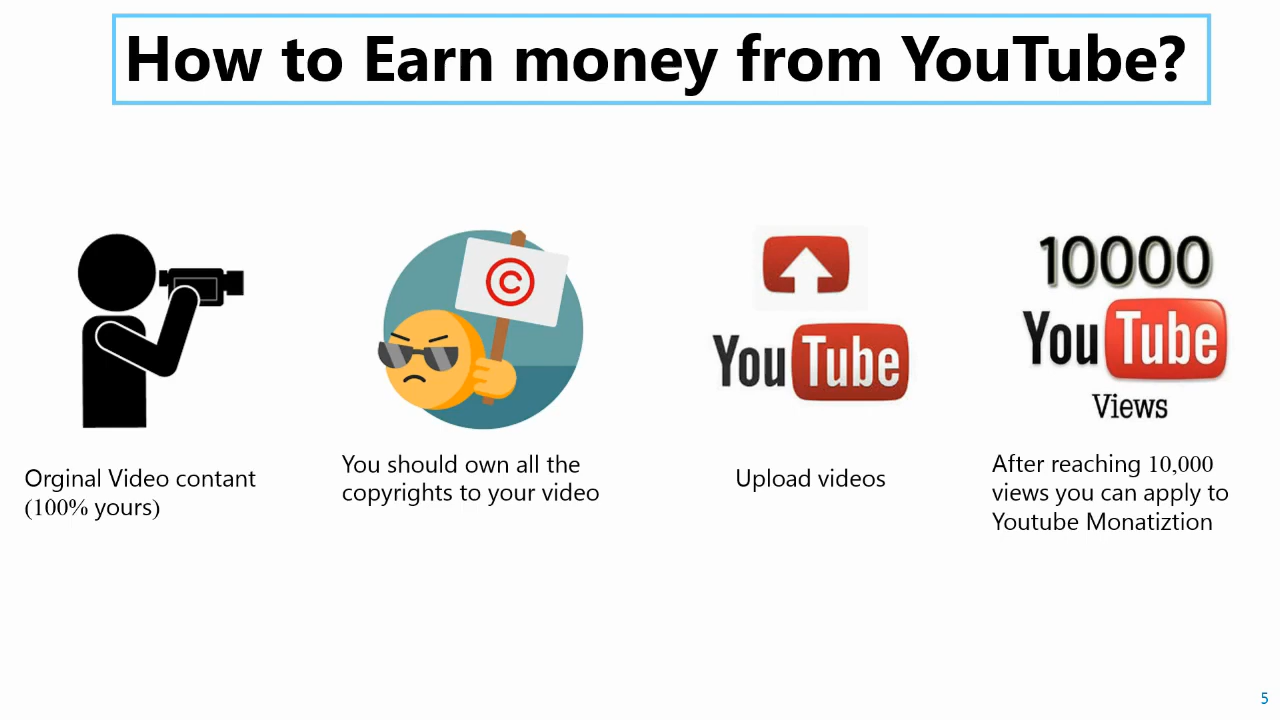 How to Earn money from YouTube?
©
YouTube
10000
YouTube
Views
Orginal Video contant
(100% yours)
You should own all the
copyrights to your video
Upload videos
After reaching 10,000
views you can apply to
Youtube Monatiztion
5